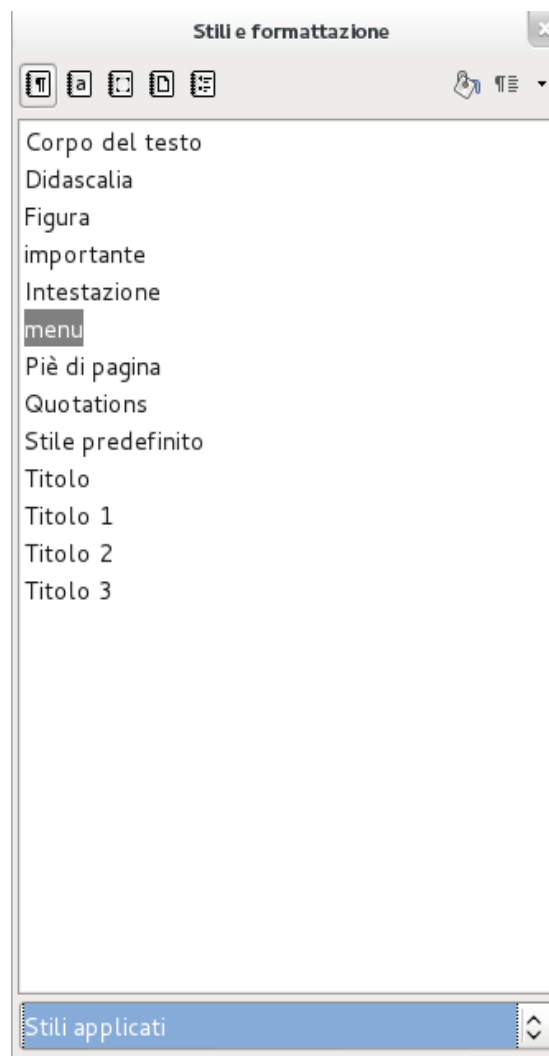 Stili e formattazione
Corpo del testo
Didascalia
Figura
importante
Intestazione
menu
Piè di pagina
Quotations
Stile predefinito
Titolo
Titolo 1
Titolo 2
Titolo 3
Stili applicati